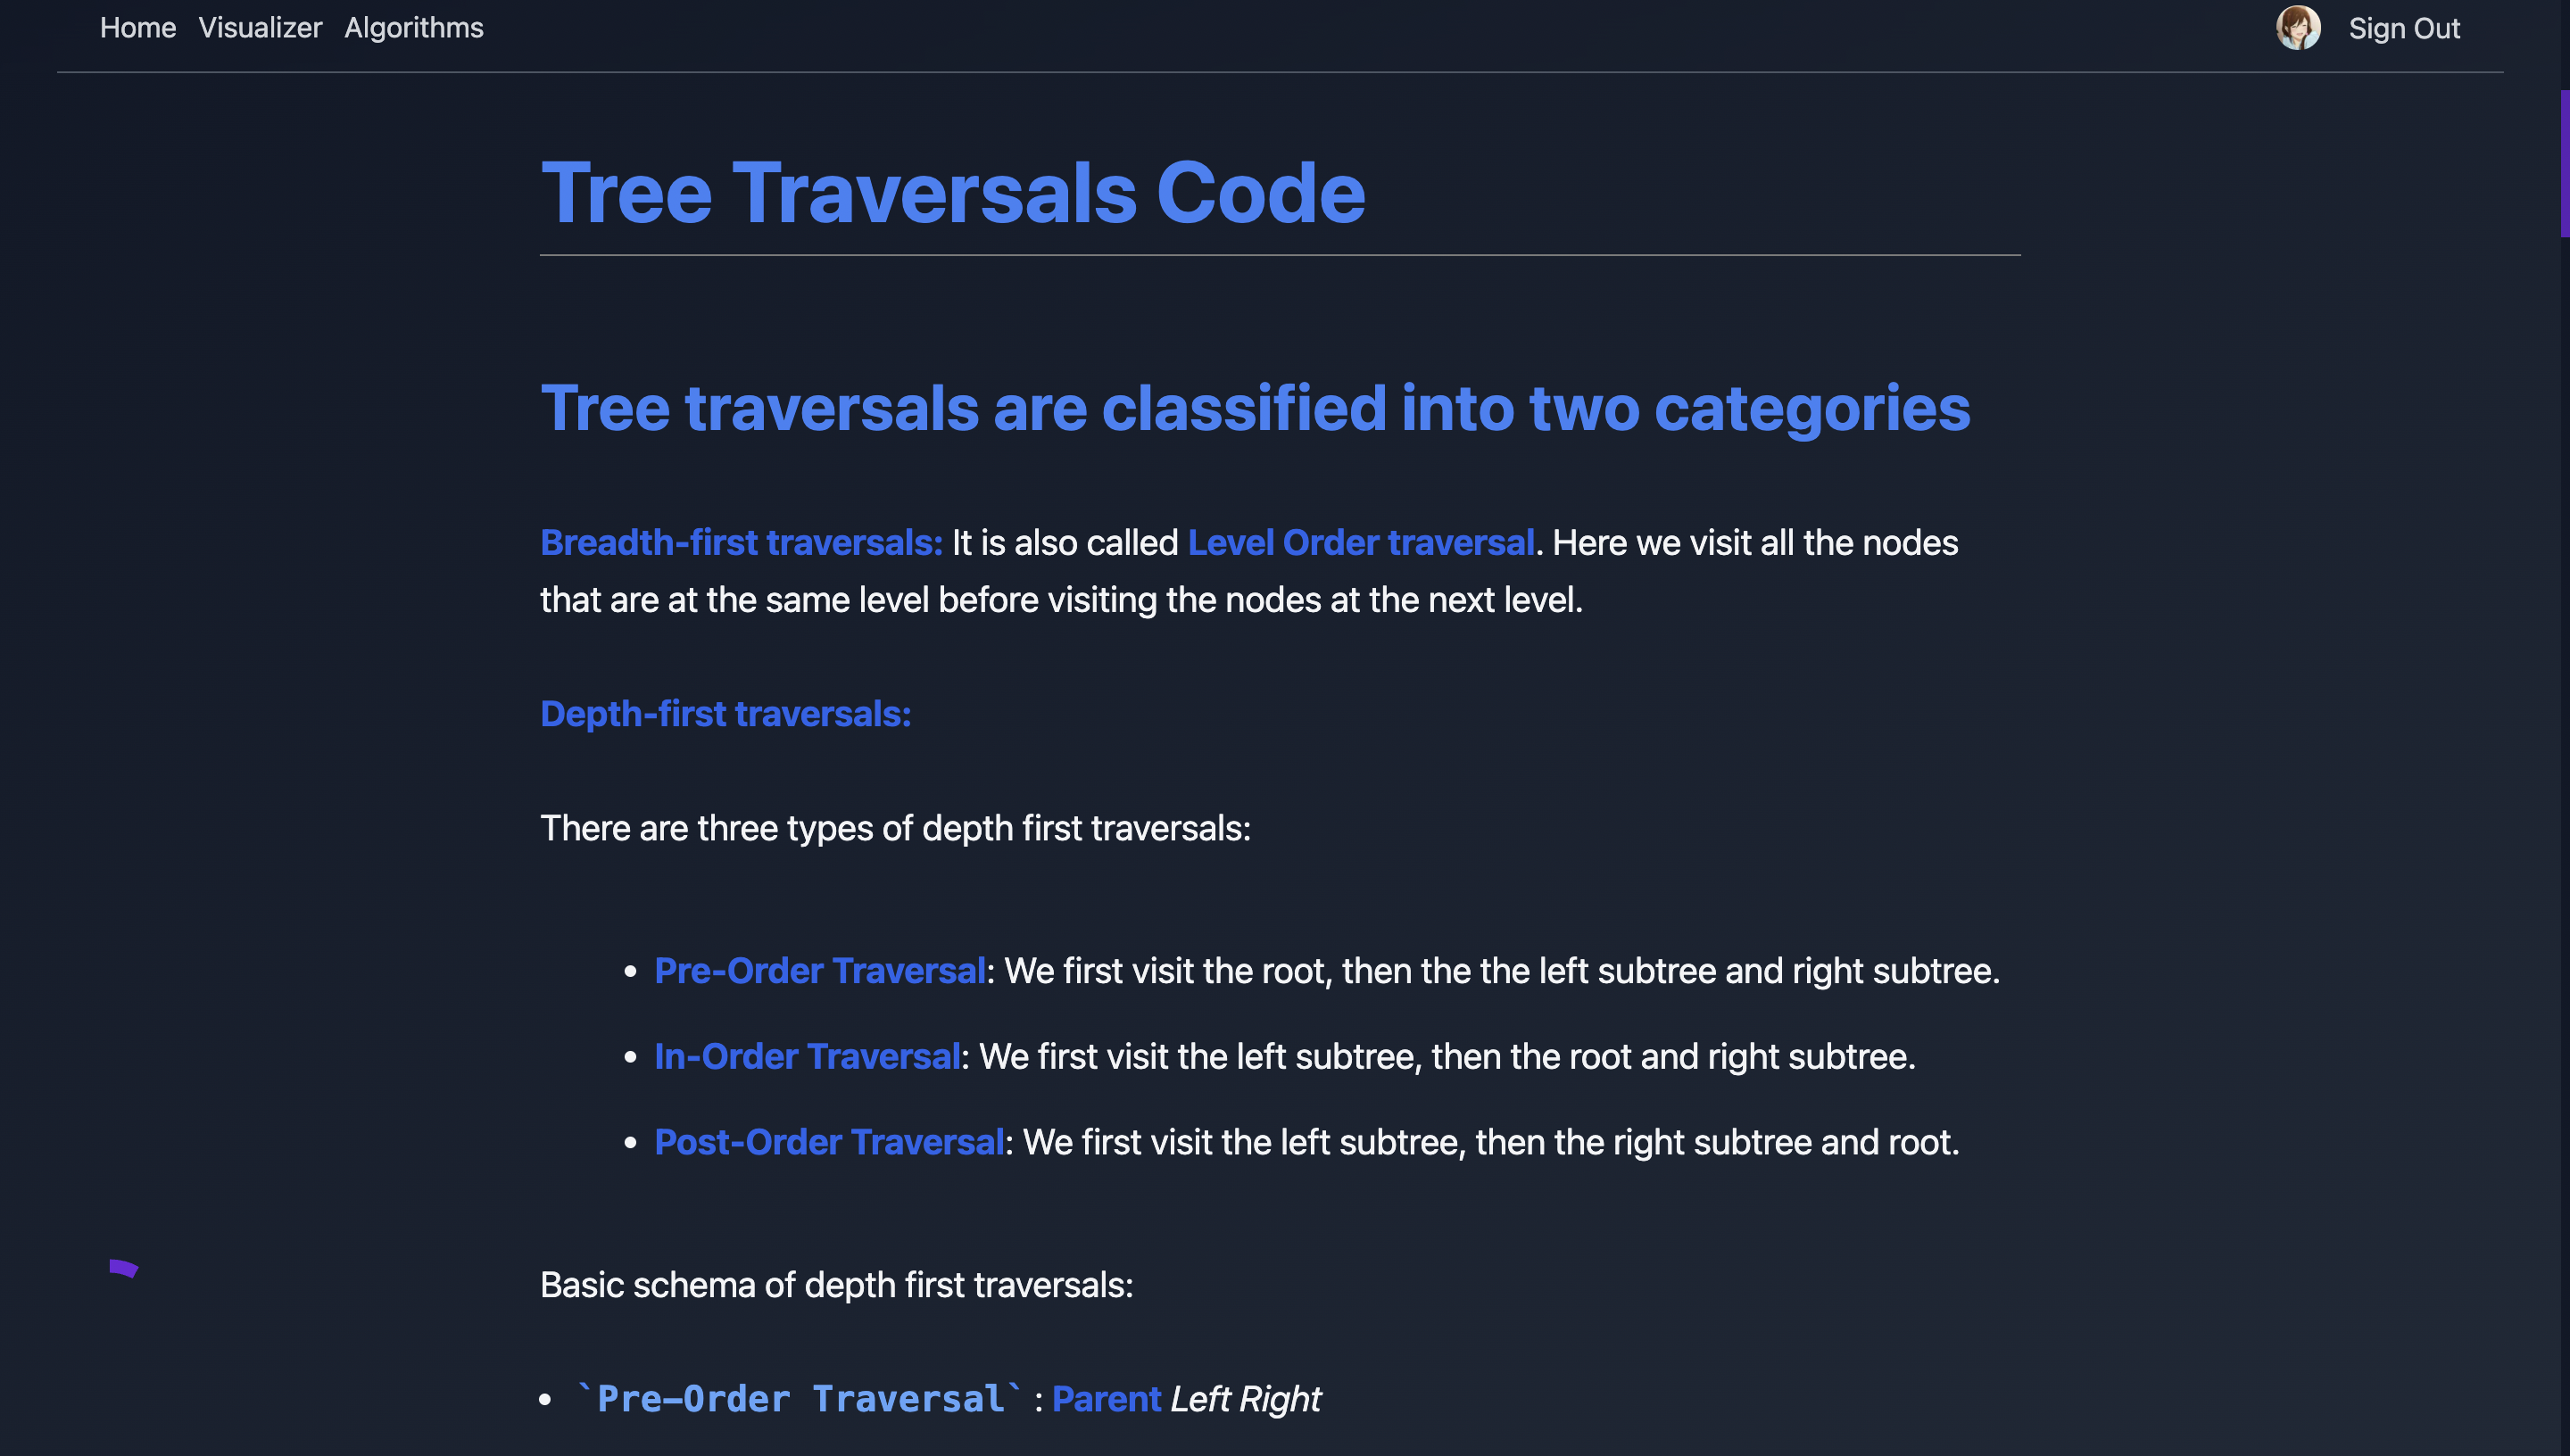 Home Visualizer Algorithms Sign Out
Tree Traversals Code
Tree traversals are classified into two categories
Breadth-first traversals: It is also called Level Order traversal. Here we visit all the nodes
that are at the same level before visiting the nodes at the next level.
Depth-first traversals:
There are three types of depth first traversals:
• Pre-Order Traversal: We first visit the root, then the the left subtree and right subtree.
• In-Order Traversal: We first visit the left subtree, then the root and right subtree.
• Post-Order Traversal: We first visit the left subtree, then the right subtree and root.
Basic schema of depth first traversals:
• `Pre-Order Traversal` : Parent Left Right